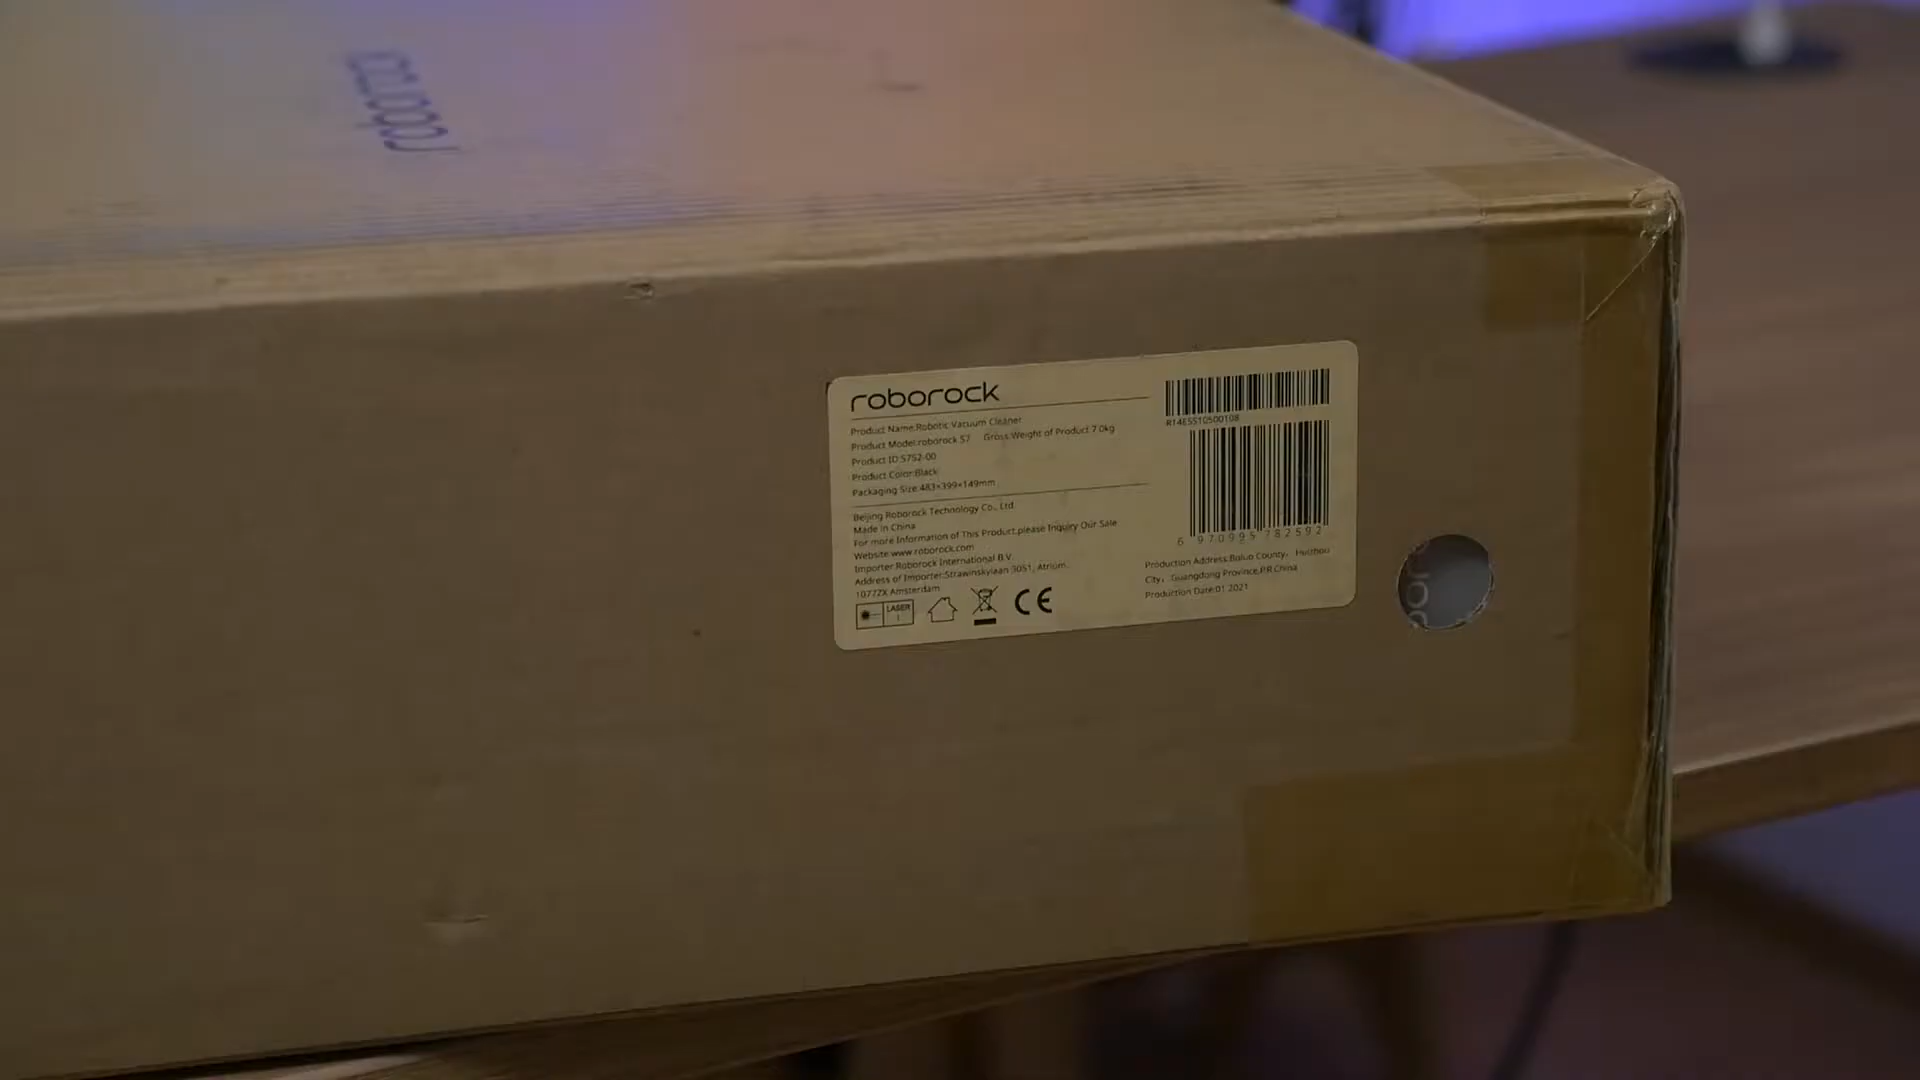 roborock
roborock
Product Name:Robotic Vacuum Cleaner
Product Model:roborock S7 Gross Weight of Product 7.0kg
Product ID:S752-00
Product Color:Black
Packaging Size:483×399×149mm
Beijing Roborock Technology Co., Ltd.
Made in China
For more Information of This Product,please Inquiry Our Sale
Website:www.roborock.com
Importer:Roborock International B.V.
Address of Importer:Strawinskylaan 3051, Atrium,
1077ZX Amsterdam
LASER
1
CE
R14ESS10500108
6 970995 782592
Production Address:Boluo County, Huizhou
City, Guangdong Province,P.R.China
Production Date:01.2021